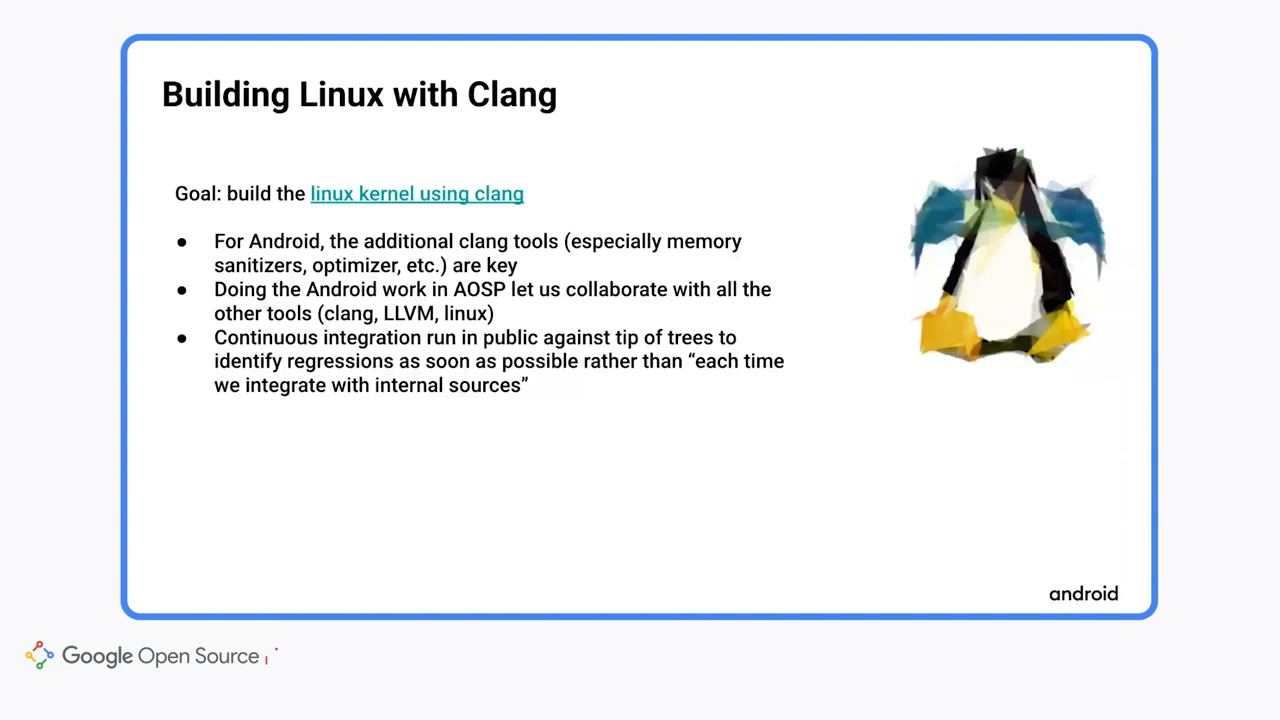 Building Linux with Clang
Goal: build the linux kernel using clang
● For Android, the additional clang tools (especially memory
sanitizers, optimizer, etc.) are key
● Doing the Android work in AOSP let us collaborate with all the
other tools (clang, LLVM, linux)
● Continuous integration run in public against tip of trees to
identify regressions as soon as possible rather than “each time
we integrate with internal sources”
android
Google Open Source